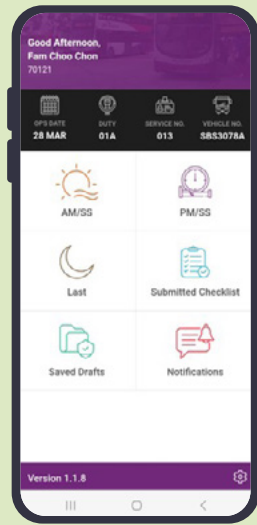 Good Afternoon,
Fam Choo Chon
70121
OPS DATE DUTY SERVICE NO. VEHICLE NO.
28 MAR 01A 013 SBS3078A
AM/SS PM/SS
Last Submitted Checklist
Saved Drafts Notifications
Version 1.1.8